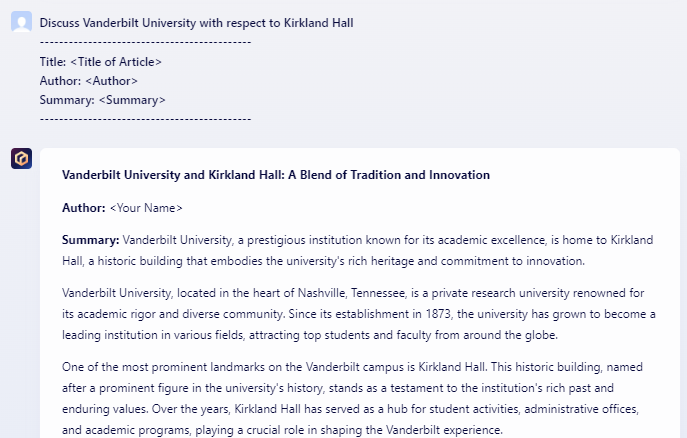 Discuss Vanderbilt University with respect to Kirkland Hall
--------------------------------------------
Title: <Title of Article>
Author: <Author>
Summary: <Summary>
--------------------------------------------
Vanderbilt University and Kirkland Hall: A Blend of Tradition and Innovation
Author: <Your Name>
Summary: Vanderbilt University, a prestigious institution known for its academic excellence, is home to Kirkland
Hall, a historic building that embodies the university's rich heritage and commitment to innovation.
Vanderbilt University, located in the heart of Nashville, Tennessee, is a private research university renowned for
its academic rigor and diverse community. Since its establishment in 1873, the university has grown to become a
leading institution in various fields, attracting top students and faculty from around the globe.
One of the most prominent landmarks on the Vanderbilt campus is Kirkland Hall. This historic building, named
after a prominent figure in the university's history, stands as a testament to the institution's rich past and
enduring values. Over the years, Kirkland Hall has served as a hub for student activities, administrative offices,
and academic programs, playing a crucial role in shaping the Vanderbilt experience.